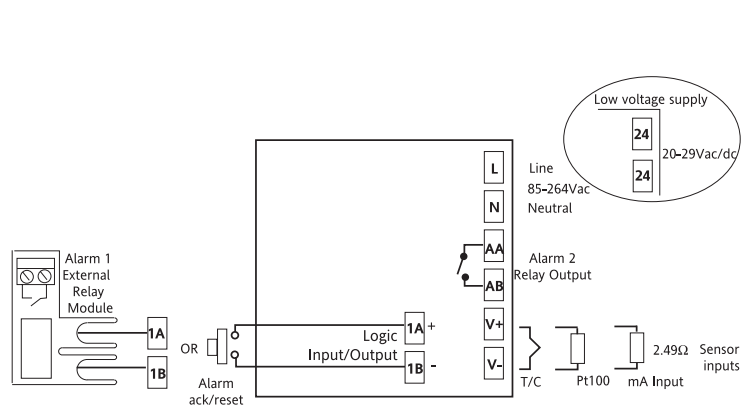 Low voltage supply
24
20-29Vac/dc
24
L
Line
85-264Vac
N
Neutral
AA
Alarm 2
Relay Output
AB
Alarm 1
External
Relay
Module
1A
OR
1B
Alarm
ack/reset
1A +
Logic
Input/Output
1B -
V+
V-
T/C
Pt100
mA Input
2.49Ω
Sensor
inputs